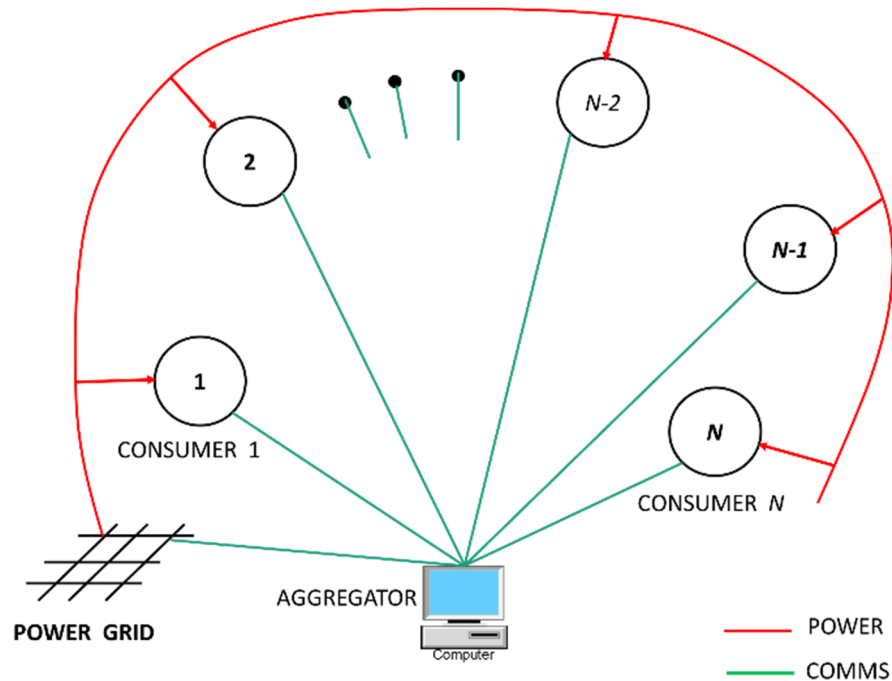 N-2
2
N-1
1
N
CONSUMER 1
CONSUMER N
AGGREGATOR
POWER GRID
POWER
Computer
COMMS